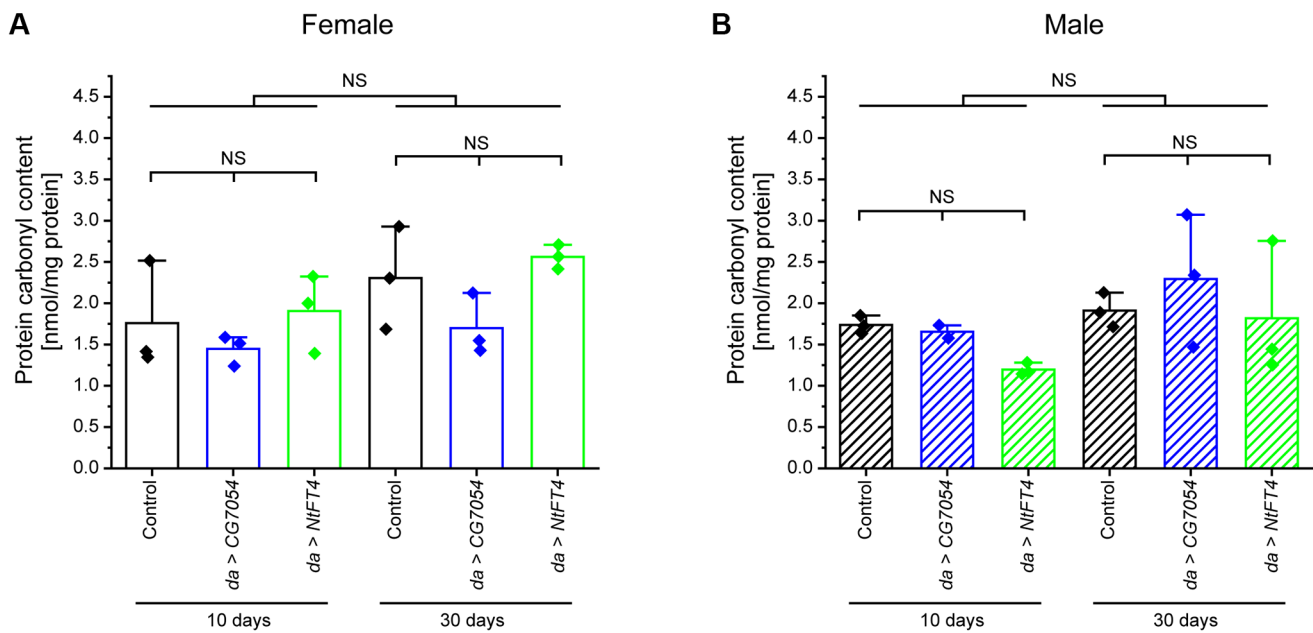 A
Female
NS
NS
NS
Protein carbonyl content
[nmol/mg protein]
4.5
4.0
3.5
3.0
2.5
2.0
1.5
1.0
0.5
0.0
Control
da > CG7054
da > NtFT4
Control
da > CG7054
da > NtFT4
10 days
30 days
B
Male
NS
NS
NS
Protein carbonyl content
[nmol/mg protein]
4.5
4.0
3.5
3.0
2.5
2.0
1.5
1.0
0.5
0.0
Control
da > CG7054
da > NtFT4
Control
da > CG7054
da > NtFT4
10 days
30 days